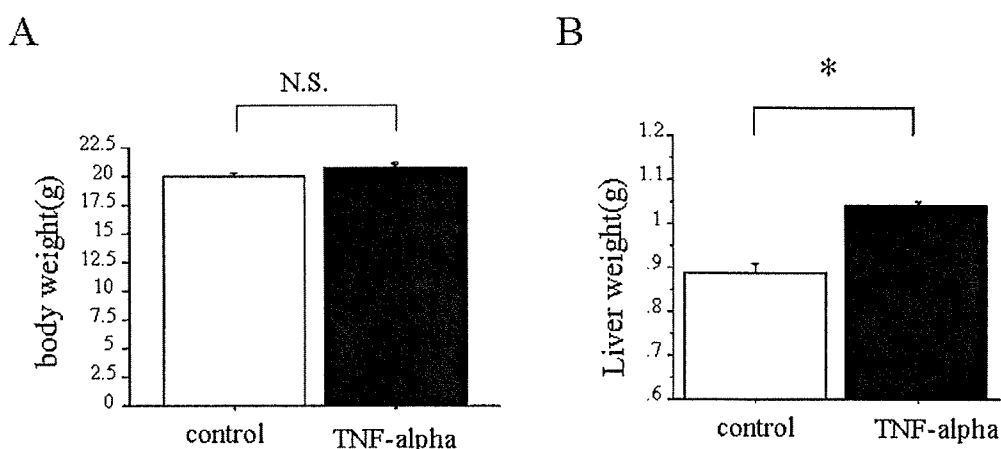 A
N.S.
body weight(g)
22.5
20
17.5
15
12.5
10
7.5
5
2.5
0
control
TNF-alpha
B
*
Liver weight(g)
1.2
1.1
1
.9
.8
.7
.6
control
TNF-alpha